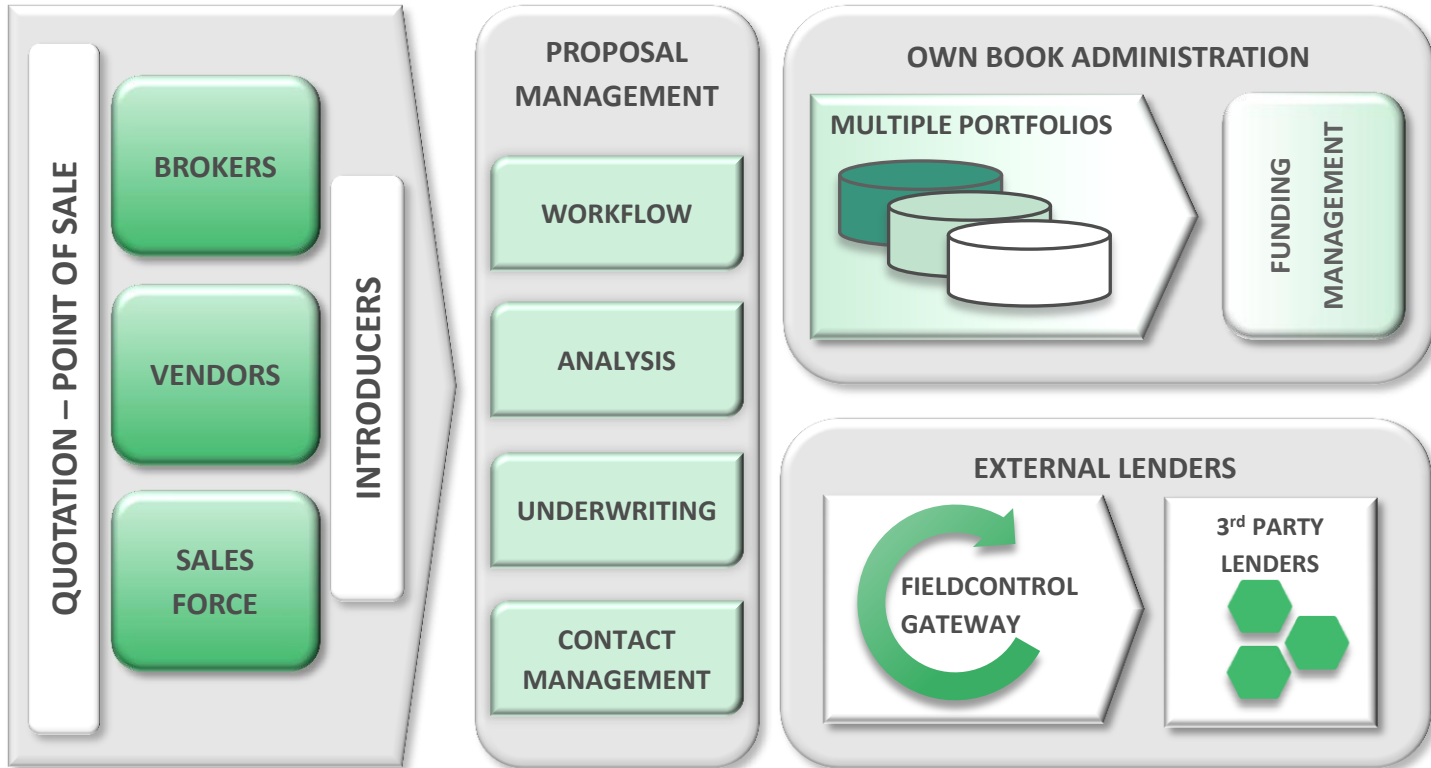 QUOTATION – POINT OF SALE
BROKERS
VENDORS
SALES
FORCE
INTRODUCERS
PROPOSAL
MANAGEMENT
WORKFLOW
ANALYSIS
UNDERWRITING
CONTACT
MANAGEMENT
OWN BOOK ADMINISTRATION
MULTIPLE PORTFOLIOS
FUNDING
MANAGEMENT
EXTERNAL LENDERS
FIELDCONTROL
GATEWAY
3rd PARTY
LENDERS